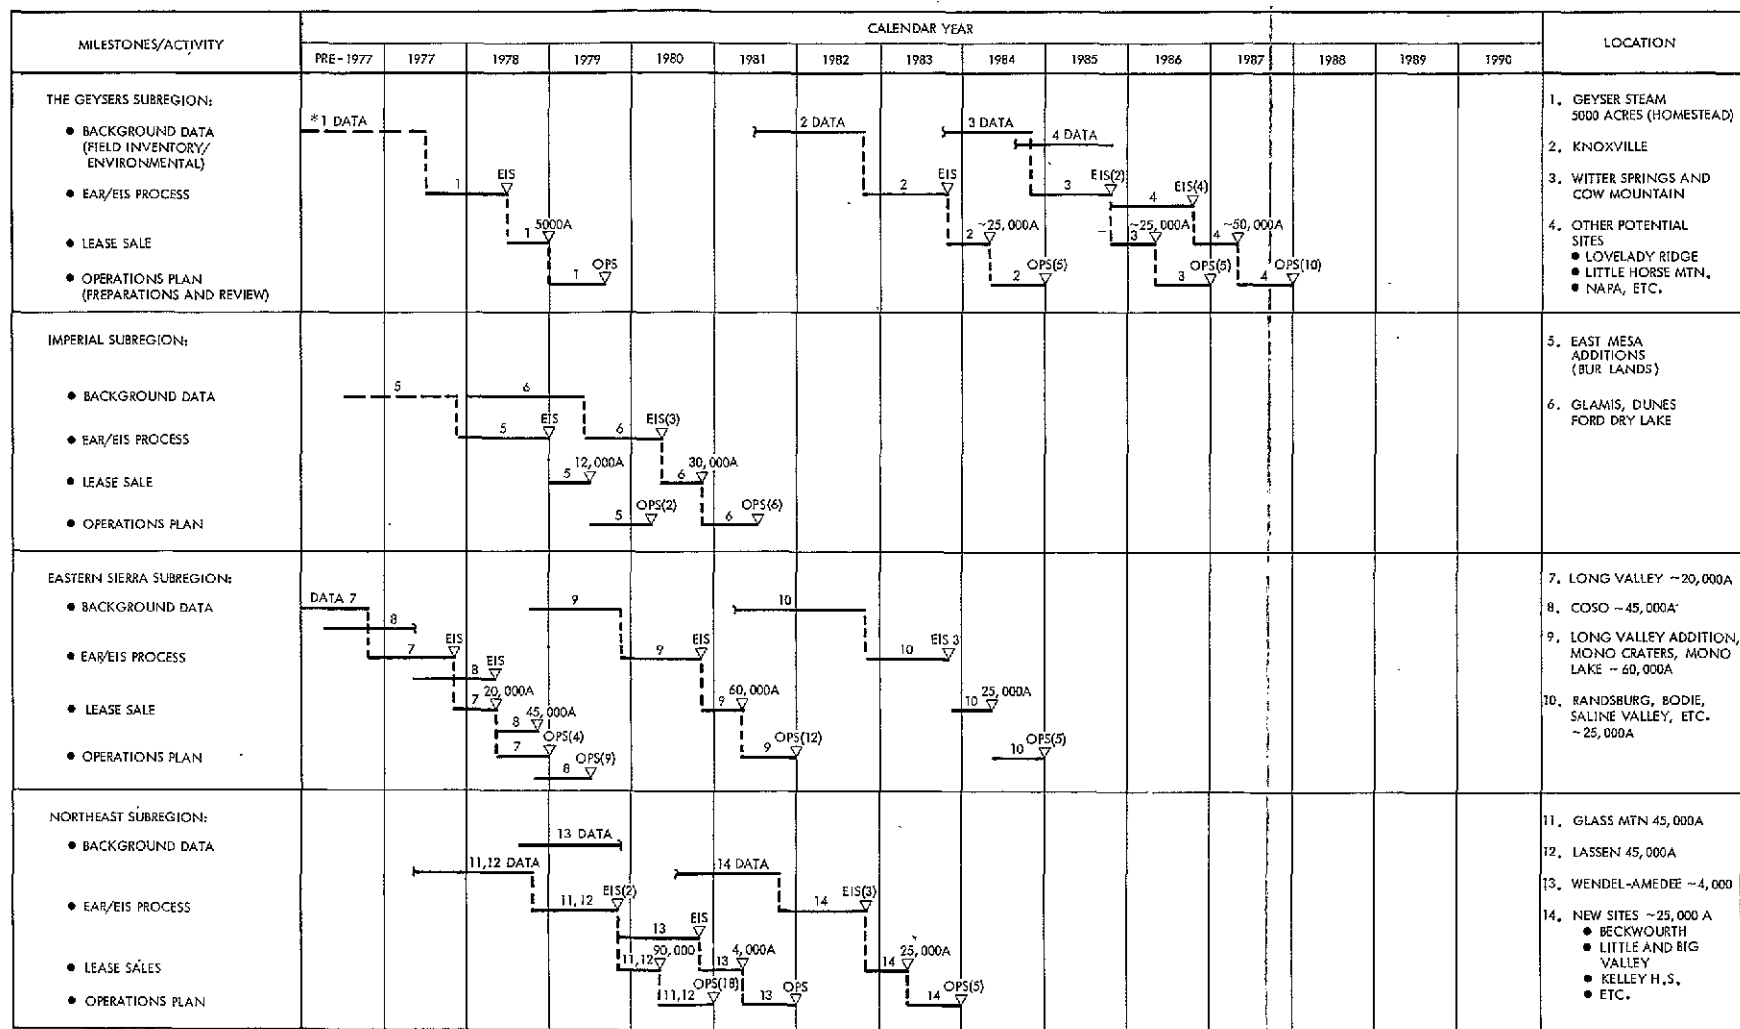 MILESTONES/ACTIVITY
CALENDAR YEAR
LOCATION
PRE-1977 1977 1978 1979 1980 1981 1982 1983 1984 1985 1986 1987 1988 1989 1990
THE GEYSERS SUBREGION:
*1 DATA
2 DATA
3 DATA
4 DATA
• BACKGROUND DATA
(FIELD INVENTORY/
ENVIRONMENTAL)
1 EIS
2 EIS
3 EIS(2)
4 EIS(4)
• EAR/EIS PROCESS
1 5000A
2 ~25,000A
3 ~25,000A
4 ~50,000A
• LEASE SALE
1 OPS
2 OPS(5)
3 OPS(5)
4 OPS(10)
• OPERATIONS PLAN
(PREPARATIONS AND REVIEW)
1. GEYSER STEAM
5000 ACRES (HOMESTEAD)
2. KNOXVILLE
3. WITTER SPRINGS AND
COW MOUNTAIN
4. OTHER POTENTIAL
SITES
• LOVELADY RIDGE
• LITTLE HORSE MTN.
• NAPA, ETC.
IMPERIAL SUBREGION:
• BACKGROUND DATA
5
6
• EAR/EIS PROCESS
5 EIS
6 EIS(3)
• LEASE SALE
5 12,000A
6 30,000A
• OPERATIONS PLAN
5 OPS(2)
6 OPS(6)
5. EAST MESA
ADDITIONS
(BUR LANDS)
6. GLAMIS, DUNES
FORD DRY LAKE
EASTERN SIERRA SUBREGION:
• BACKGROUND DATA
DATA 7
8
9
10
• EAR/EIS PROCESS
7 EIS
8 EIS
9 EIS
10 EIS 3
• LEASE SALE
7 20,000A
8 45,000A
9 60,000A
10 25,000A
• OPERATIONS PLAN
7 OPS(4)
8 OPS(9)
9 OPS(12)
10 OPS(5)
7. LONG VALLEY ~20,000A
8. COSO ~45,000A
9. LONG VALLEY ADDITION,
MONO CRATERS, MONO
LAKE ~60,000A
10. RANDSBURG, BODIE,
SALINE VALLEY, ETC.
~25,000A
NORTHEAST SUBREGION:
• BACKGROUND DATA
13 DATA
11,12 DATA
14 DATA
• EAR/EIS PROCESS
11,12 EIS(2)
13 EIS
14 EIS(3)
• LEASE SALES
11,12 90,000
13 4,000A
14 25,000A
• OPERATIONS PLAN
11,12 OPS(18)
13 OPS
14 OPS(5)
11. GLASS MTN 45,000A
12. LASSEN 45,000A
13. WENDEL-AMEDEE ~4,000
14. NEW SITES ~25,000 A
• BECKWOURTH
• LITTLE AND BIG
VALLEY
• KELLEY H.S.
• ETC.